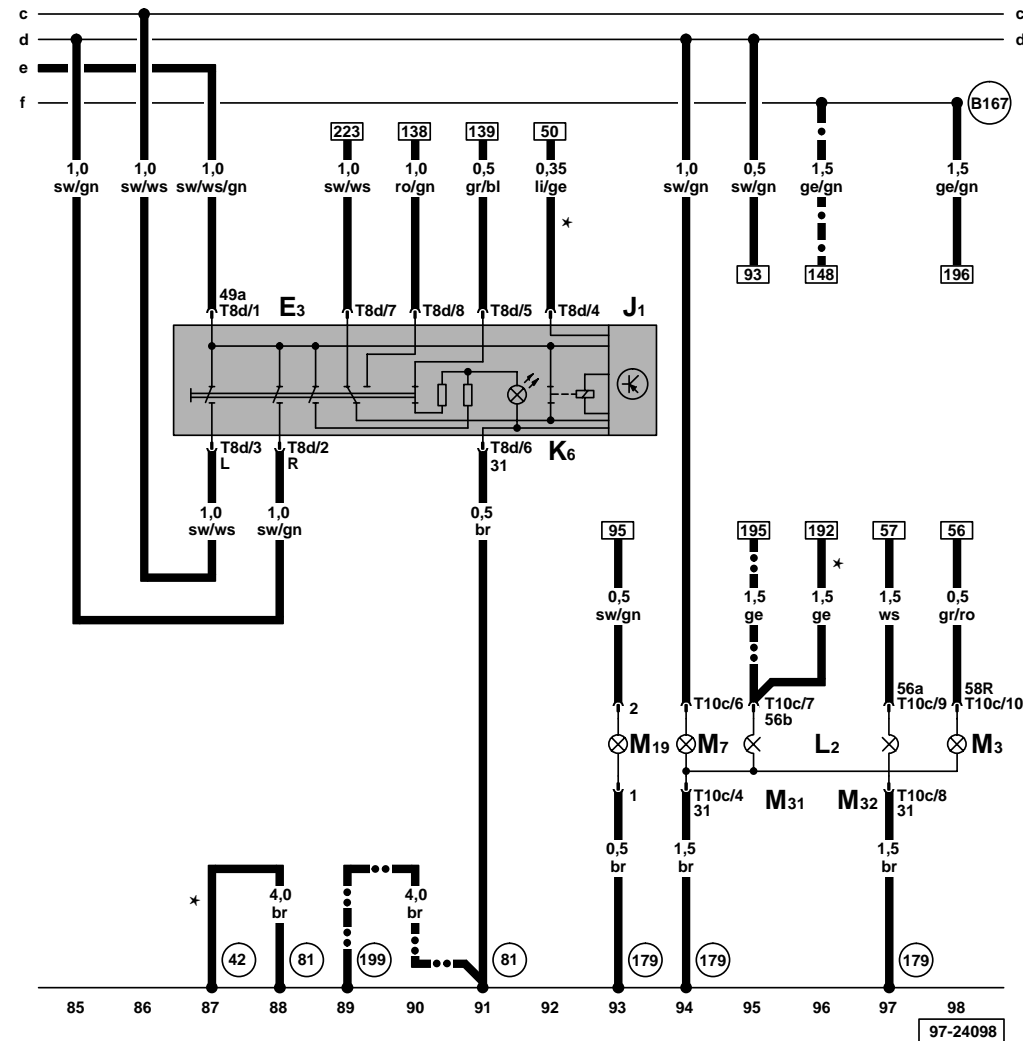 c c
d d
e
f B167
223 138 139 50
1,0 1,0 1,0 1,0 1,0 0,5 0,35 1,0 0,5 1,5 1,5
sw/gn sw/ws sw/ws/gn sw/ws ro/gn gr/bl li/ge sw/gn sw/gn ge/gn ge/gn
*
93 148 196
49a
T8d/1 E3 T8d/7 T8d/8 T8d/5 T8d/4 J1
T8d/3 T8d/2 T8d/6 K6
L R 31
1,0 1,0 0,5
sw/ws sw/gn br
95 195 192 57 56
*
0,5 1,5 1,5 1,5 0,5
sw/gn ge ge ws gr/ro
56a 58R
2 T10c/6 T10c/7 T10c/9 T10c/10
56b
M19 M7 L2 M3
1 T10c/4 M31 M32 T10c/8
31 31
0,5 1,5 1,5
br br br
* 4,0 4,0
br br
42 81 199 81 179 179 179
85 86 87 88 89 90 91 92 93 94 95 96 97 98
97-24098